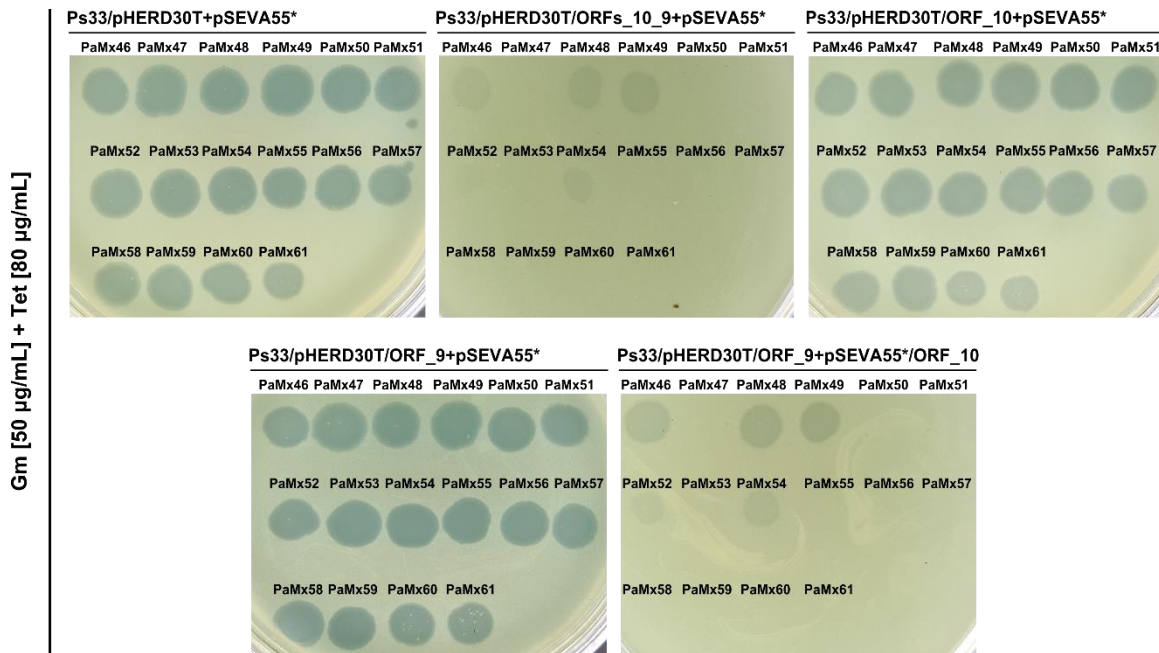 Gm [50 µg/mL] + Tet [80 µg/mL]
Ps33/pHERD30T+pSEVA55*
PaMx46 PaMx47 PaMx48 PaMx49 PaMx50 PaMx51
PaMx52 PaMx53 PaMx54 PaMx55 PaMx56 PaMx57
PaMx58 PaMx59 PaMx60 PaMx61
Ps33/pHERD30T/ORFs_10_9+pSEVA55*
PaMx46 PaMx47 PaMx48 PaMx49 PaMx50 PaMx51
PaMx52 PaMx53 PaMx54 PaMx55 PaMx56 PaMx57
PaMx58 PaMx59 PaMx60 PaMx61
Ps33/pHERD30T/ORF_10+pSEVA55*
PaMx46 PaMx47 PaMx48 PaMx49 PaMx50 PaMx51
PaMx52 PaMx53 PaMx54 PaMx55 PaMx56 PaMx57
PaMx58 PaMx59 PaMx60 PaMx61
Ps33/pHERD30T/ORF_9+pSEVA55*
PaMx46 PaMx47 PaMx48 PaMx49 PaMx50 PaMx51
PaMx52 PaMx53 PaMx54 PaMx55 PaMx56 PaMx57
PaMx58 PaMx59 PaMx60 PaMx61
Ps33/pHERD30T/ORF_9+pSEVA55*/ORF_10
PaMx46 PaMx47 PaMx48 PaMx49 PaMx50 PaMx51
PaMx52 PaMx53 PaMx54 PaMx55 PaMx56 PaMx57
PaMx58 PaMx59 PaMx60 PaMx61